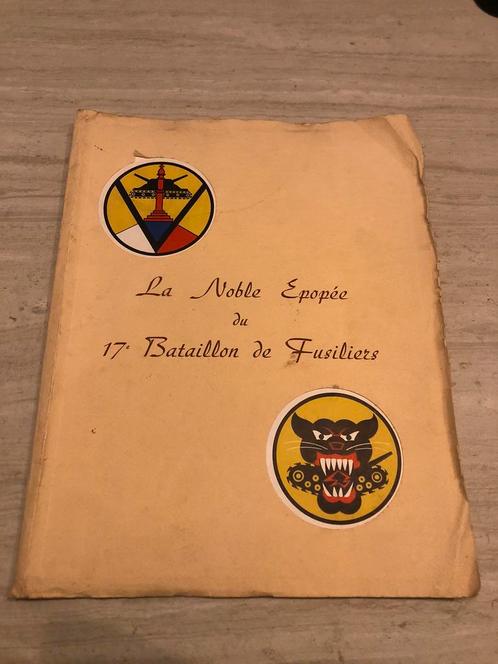 La Noble Epopée
du
17e Bataillon de Fusiliers